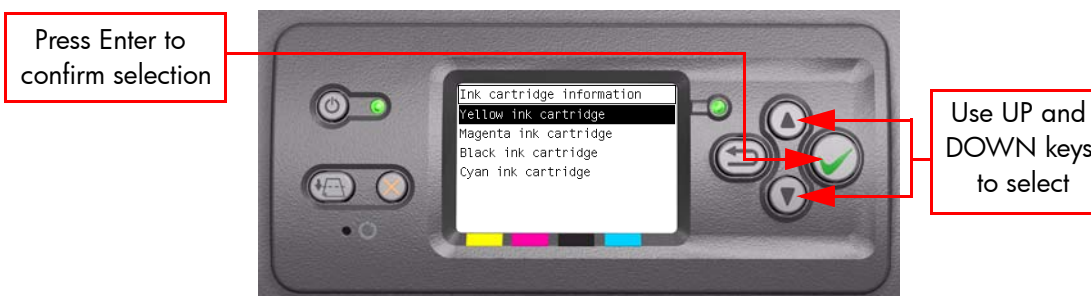 Press Enter to
confirm selection
Ink cartridge information
Yellow ink cartridge
Magenta ink cartridge
Black ink cartridge
Cyan ink cartridge
Use UP and
DOWN keys
to select